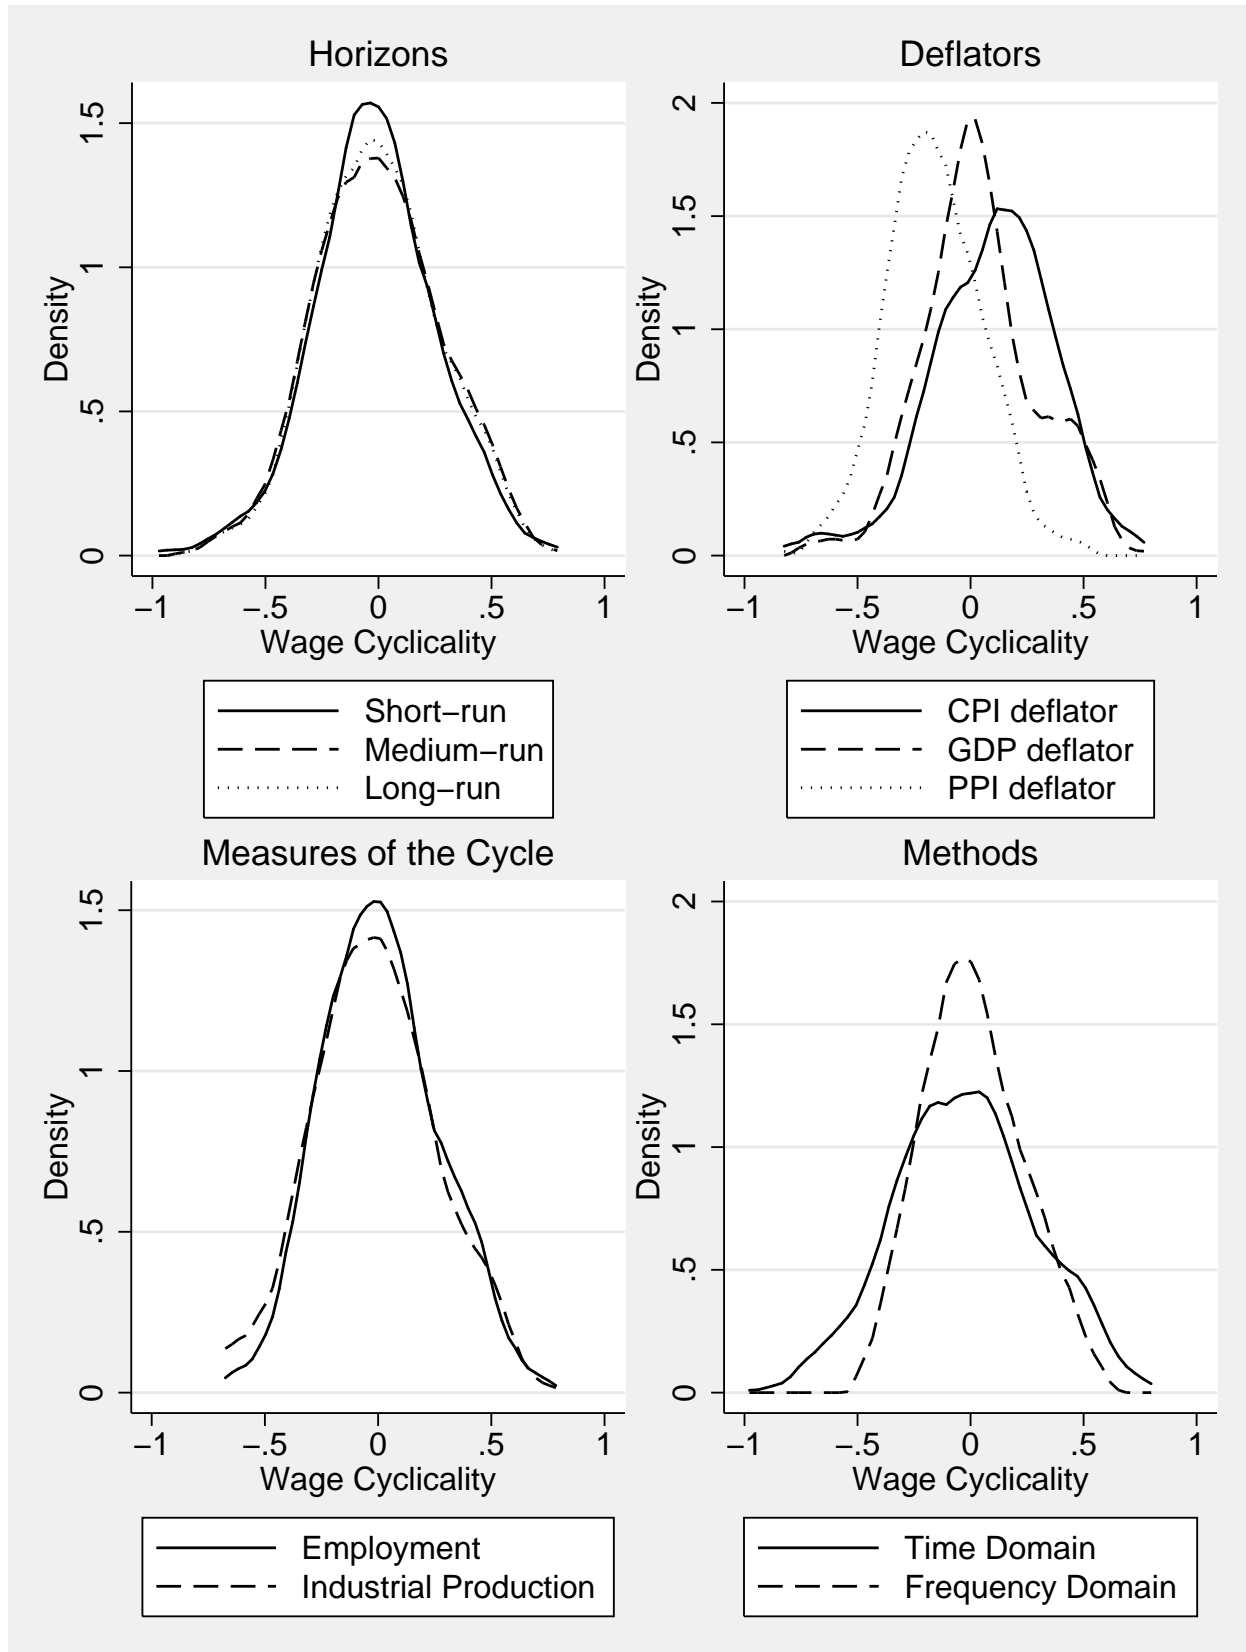 Horizons
Density
0
.5
1
1.5
−1
−.5
0
.5
1
Wage Cyclicality
Short−run
Medium−run
Long−run
Deflators
Density
0
.5
1
1.5
2
−1
−.5
0
.5
1
Wage Cyclicality
CPI deflator
GDP deflator
PPI deflator
Measures of the Cycle
Density
0
.5
1
1.5
−1
−.5
0
.5
1
Wage Cyclicality
Employment
Industrial Production
Methods
Density
0
.5
1
1.5
2
−1
−.5
0
.5
1
Wage Cyclicality
Time Domain
Frequency Domain